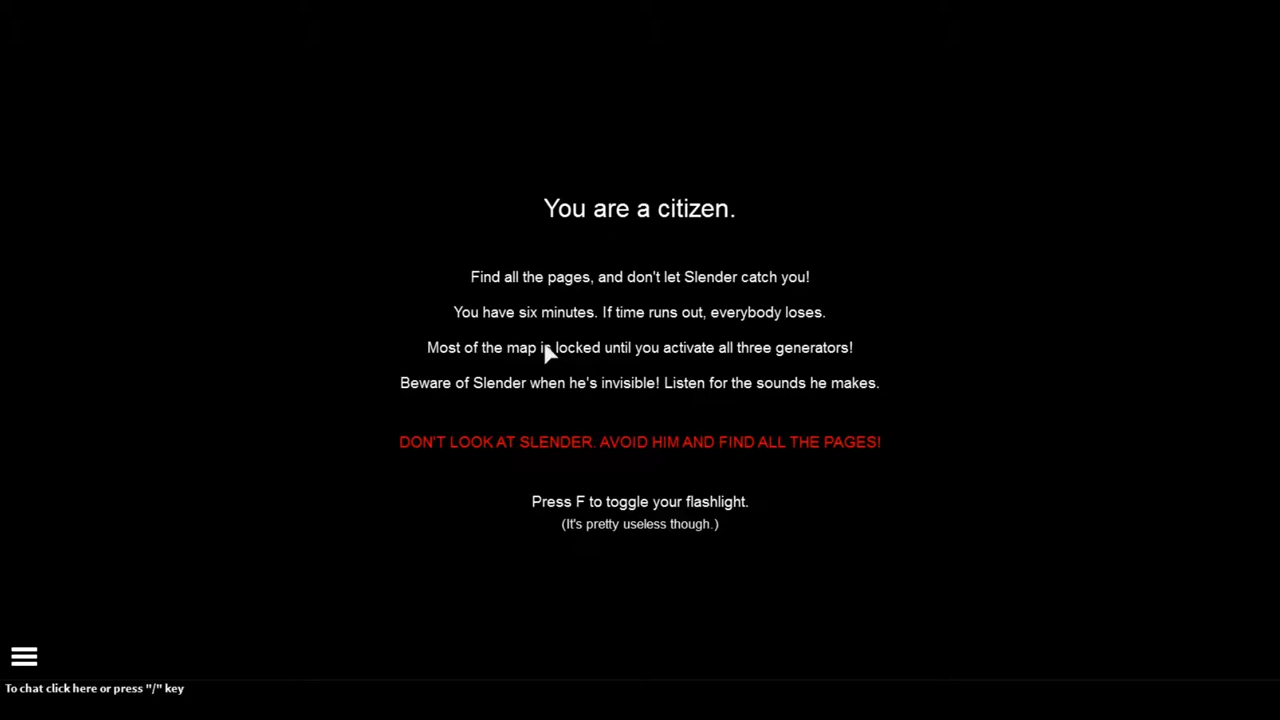 You are a citizen.
Find all the pages, and don't let Slender catch you!
You have six minutes. If time runs out, everybody loses.
Most of the map is locked until you activate all three generators!
Beware of Slender when he's invisible! Listen for the sounds he makes.
DON'T LOOK AT SLENDER. AVOID HIM AND FIND ALL THE PAGES!
Press F to toggle your flashlight.
(It's pretty useless though.)
To chat click here or press "/" key